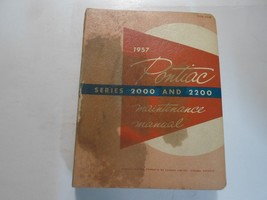 1957
Pontiac
SERIES 2000 AND 2200
maintenance
manual